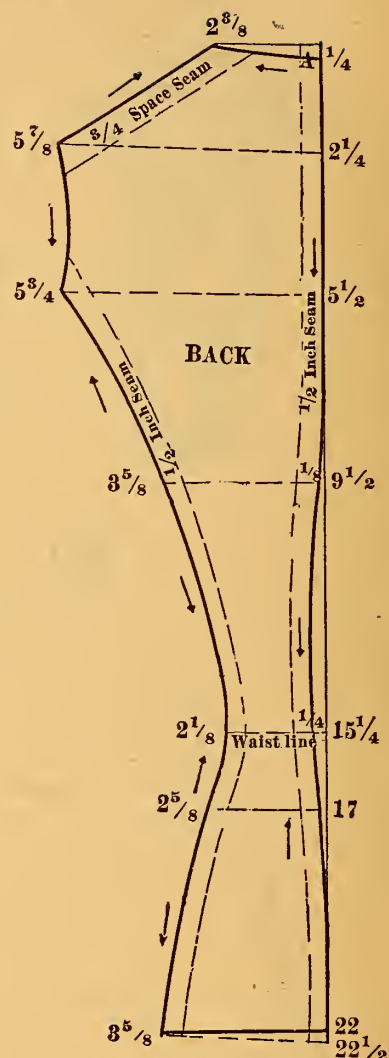 2 3/8
A 1/4
3/4 Space Seam
5 7/8 2 1/4
5 3/4 5 1/2
1/2 Inch Seam
BACK
1/2 Inch Seam
3 5/8 1/8 9 1/2
2 1/8 Waist line 1/4 15 1/4
2 5/8 17
3 5/8 22
22 1/2